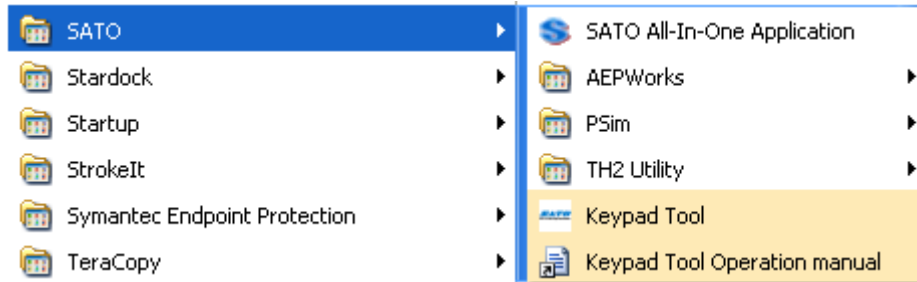 SATO
Stardock
Startup
StrokeIt
Symantec Endpoint Protection
TeraCopy
SATO All-In-One Application
AEPWorks
PSim
TH2 Utility
Keypad Tool
Keypad Tool Operation manual